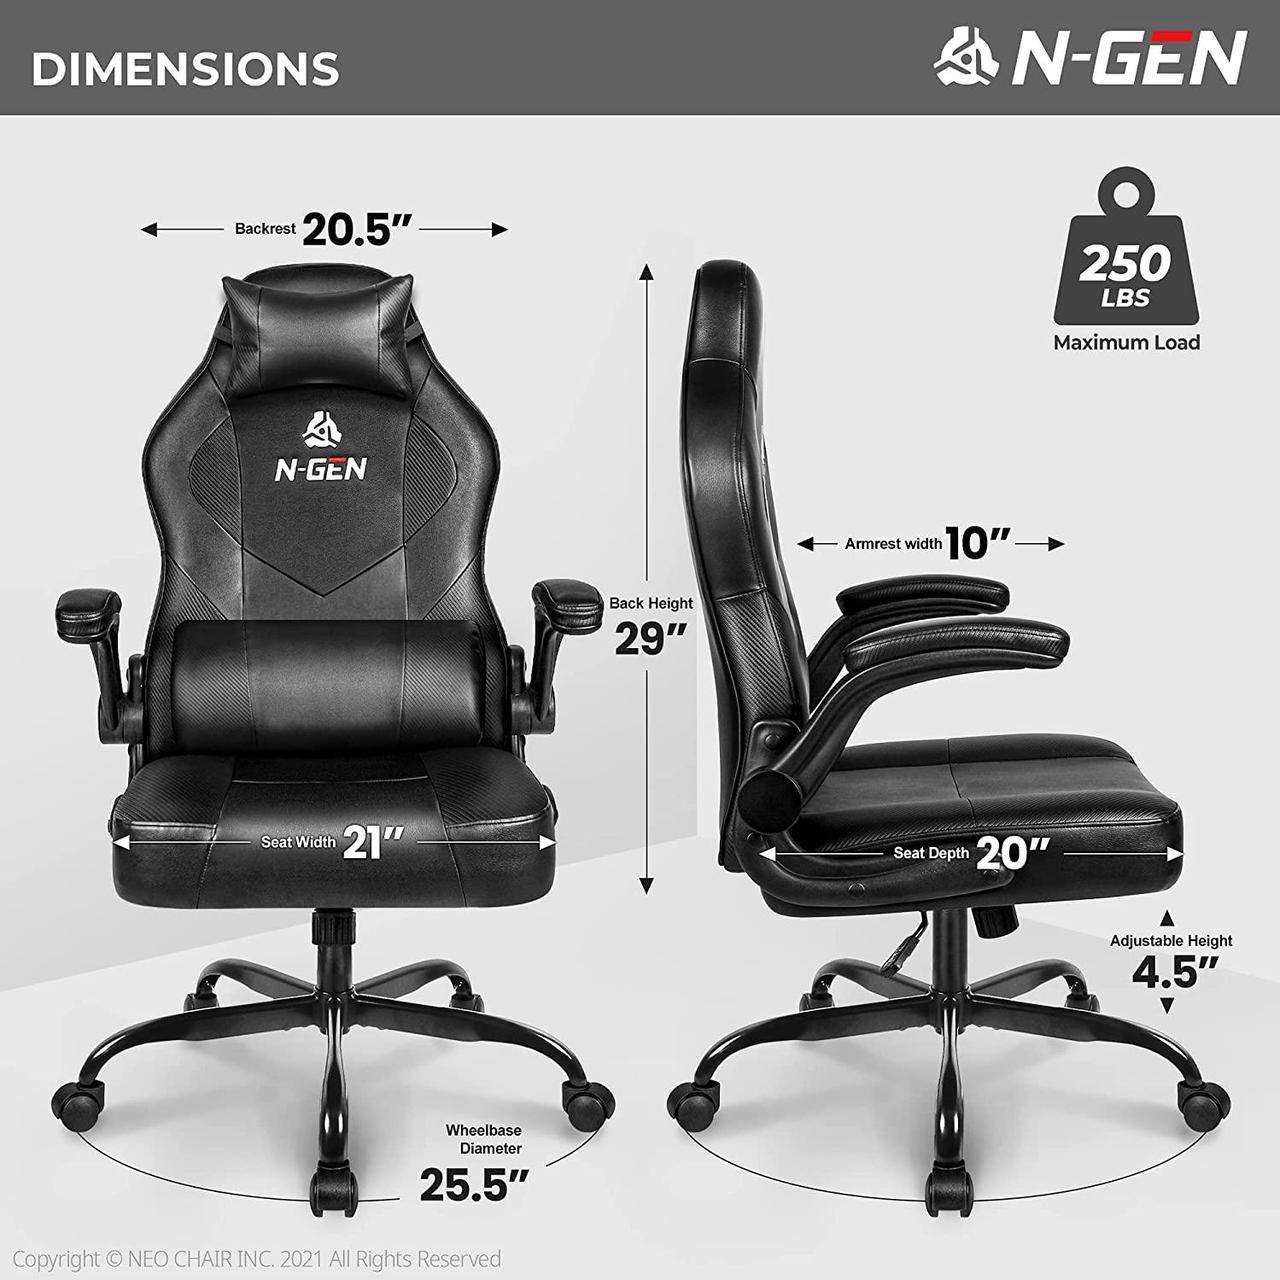 DIMENSIONS
N-GEN
Backrest 20.5”
250
LBS
Maximum Load
N-GEN
Armrest width 10”
Back Height
29”
Seat Width 21”
Seat Depth 20”
Adjustable Height
4.5”
Wheelbase
Diameter
25.5”
Copyright © NEO CHAIR INC. 2021 All Rights Reserved